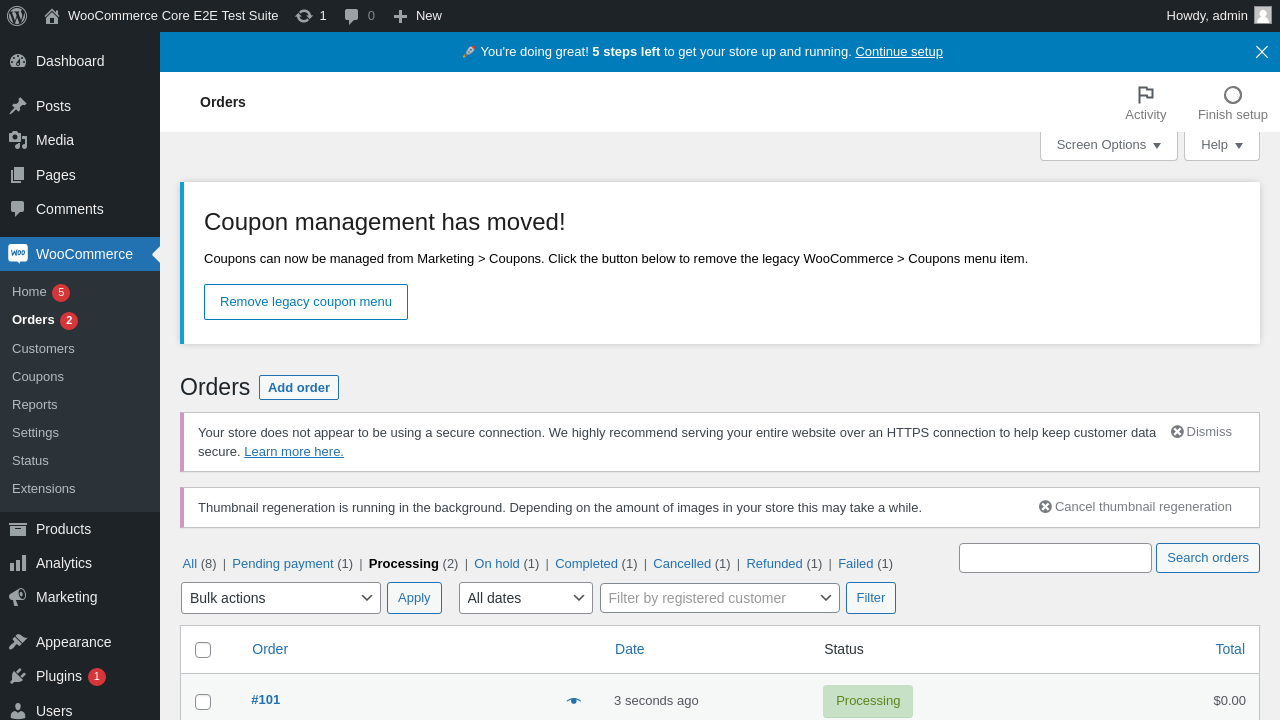 WooCommerce Core E2E Test Suite 1 0 New Howdy, admin
Dashboard
Posts
Media
Pages
Comments
WooCommerce
Home 5
Orders 2
Customers
Coupons
Reports
Settings
Status
Extensions
Products
Analytics
Marketing
Appearance
Plugins 1
Users
You're doing great! 5 steps left to get your store up and running. Continue setup
Orders
Activity
Finish setup
Screen Options
Help
Coupon management has moved!
Coupons can now be managed from Marketing > Coupons. Click the button below to remove the legacy WooCommerce > Coupons menu item.
Remove legacy coupon menu
Orders Add order
Your store does not appear to be using a secure connection. We highly recommend serving your entire website over an HTTPS connection to help keep customer data
secure. Learn more here.
Dismiss
Thumbnail regeneration is running in the background. Depending on the amount of images in your store this may take a while.
Cancel thumbnail regeneration
All (8) | Pending payment (1) | Processing (2) | On hold (1) | Completed (1) | Cancelled (1) | Refunded (1) | Failed (1)
Search orders
Bulk actions Apply All dates Filter by registered customer Filter
Order Date Status Total
#101 3 seconds ago Processing $0.00